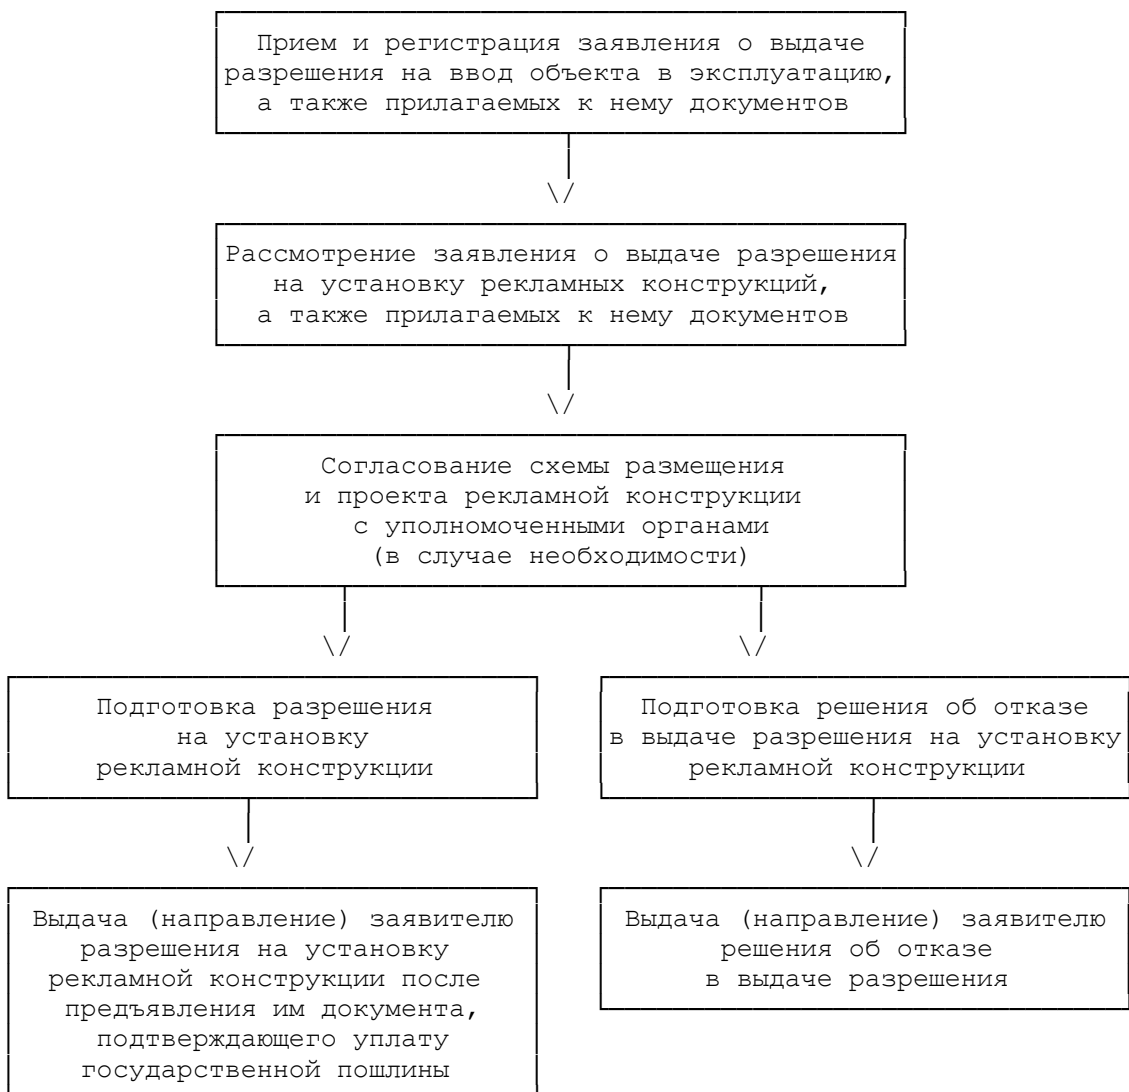 Прием и регистрация заявления о выдаче
разрешения на ввод объекта в эксплуатацию,
а также прилагаемых к нему документов
\/
Рассмотрение заявления о выдаче разрешения
на установку рекламных конструкций,
а также прилагаемых к нему документов
\/
Согласование схемы размещения
и проекта рекламной конструкции
с уполномоченными органами
(в случае необходимости)
\/
\/
Подготовка разрешения
на установку
рекламной конструкции
Подготовка решения об отказе
в выдаче разрешения на установку
рекламной конструкции
\/
\/
Выдача (направление) заявителю
разрешения на установку
рекламной конструкции после
предъявления им документа,
подтверждающего уплату
государственной пошлины
Выдача (направление) заявителю
решения об отказе
в выдаче разрешения